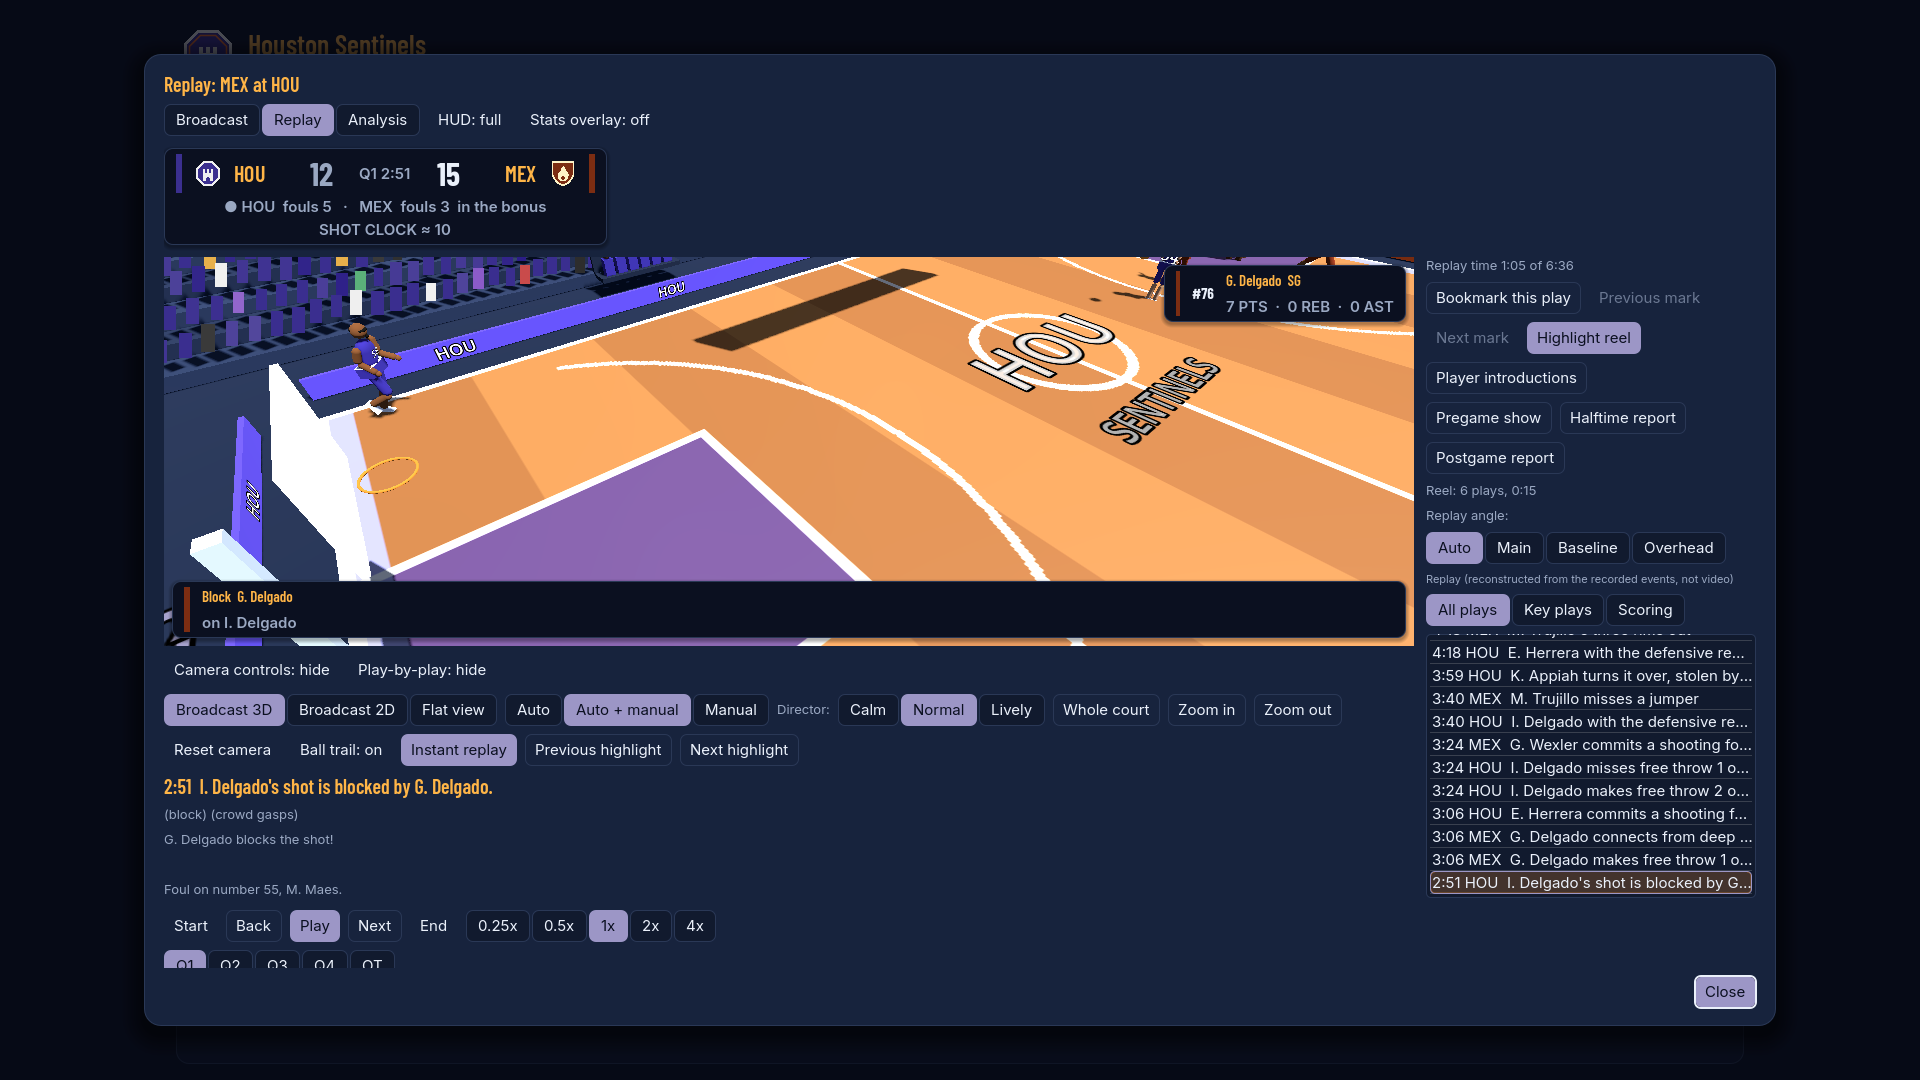 Houston Sentinels
Replay: MEX at HOU
Broadcast Replay Analysis HUD: full Stats overlay: off
HOU 12 Q1 2:51 15 MEX
HOU fouls 5 · MEX fouls 3 in the bonus
SHOT CLOCK ≈ 10
HOU
HOU
HOU
HOU
SENTINELS
#76 G. Delgado SG
7 PTS · 0 REB · 0 AST
Block G. Delgado
on I. Delgado
Replay time 1:05 of 6:36
Bookmark this play Previous mark
Next mark Highlight reel
Player introductions
Pregame show Halftime report
Postgame report
Reel: 6 plays, 0:15
Replay angle:
Auto Main Baseline Overhead
Replay (reconstructed from the recorded events, not video)
All plays Key plays Scoring
4:18 HOU E. Herrera with the defensive re...
3:59 HOU K. Appiah turns it over, stolen by...
3:40 MEX M. Trujillo misses a jumper
3:40 HOU I. Delgado with the defensive re...
3:24 MEX G. Wexler commits a shooting fo...
3:24 HOU I. Delgado misses free throw 1 o...
3:24 HOU I. Delgado makes free throw 2 o...
3:06 HOU E. Herrera commits a shooting f...
3:06 MEX G. Delgado connects from deep ...
3:06 MEX G. Delgado makes free throw 1 o...
2:51 HOU I. Delgado's shot is blocked by G...
Camera controls: hide Play-by-play: hide
Broadcast 3D Broadcast 2D Flat view Auto Auto + manual Manual Director: Calm Normal Lively Whole court Zoom in Zoom out
Reset camera Ball trail: on Instant replay Previous highlight Next highlight
2:51 I. Delgado's shot is blocked by G. Delgado.
(block) (crowd gasps)
G. Delgado blocks the shot!
Foul on number 55, M. Maes.
Start Back Play Next End 0.25x 0.5x 1x 2x 4x
Q1 Q2 Q3 Q4 OT
Close